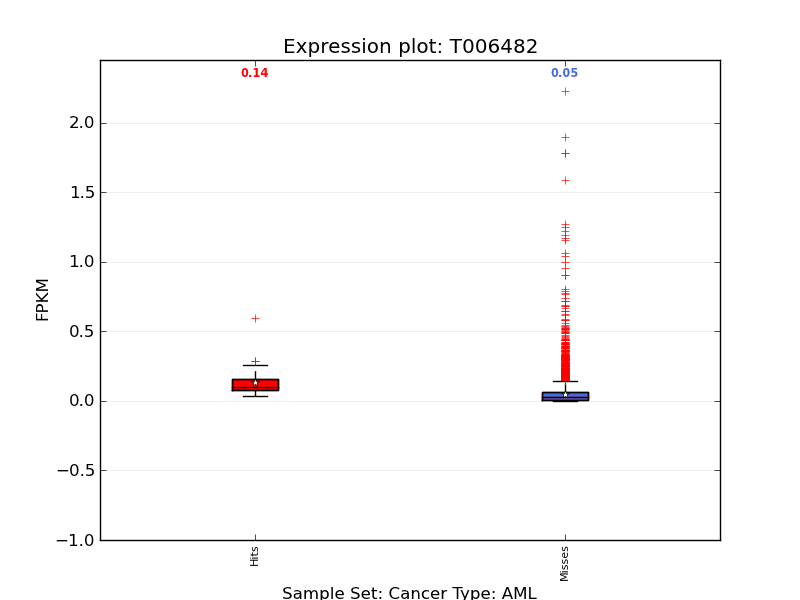 Expression plot: T006482
0.14
0.05
2.0
1.5
1.0
0.5
0.0
−0.5
−1.0
FPKM
Hits
Misses
Sample Set: Cancer Type: AML